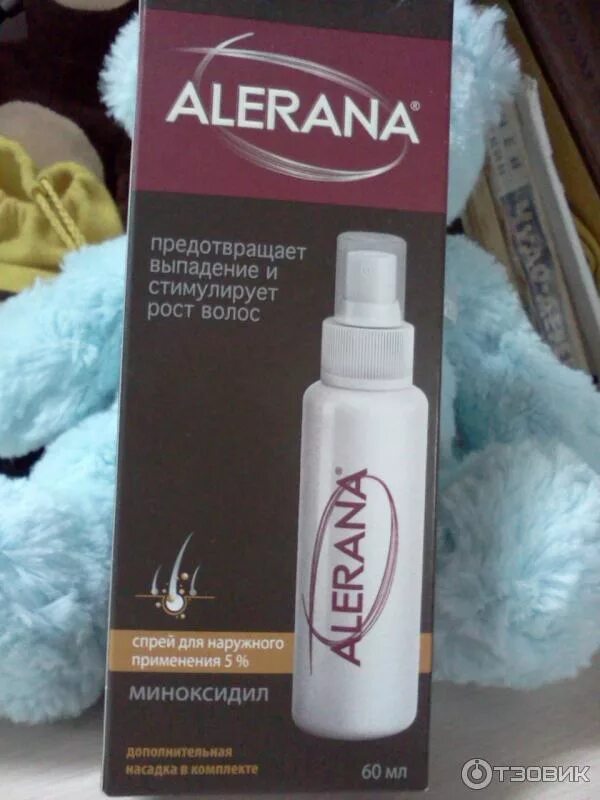 ALERANA®
предотвращает
выпадение и
стимулирует
рост волос
ALERANA®
спрей для наружного
применения 5 %
МИНОКСИДИЛ
дополнительная
насадка в комплекте
60 мл
ОТЗОВИК